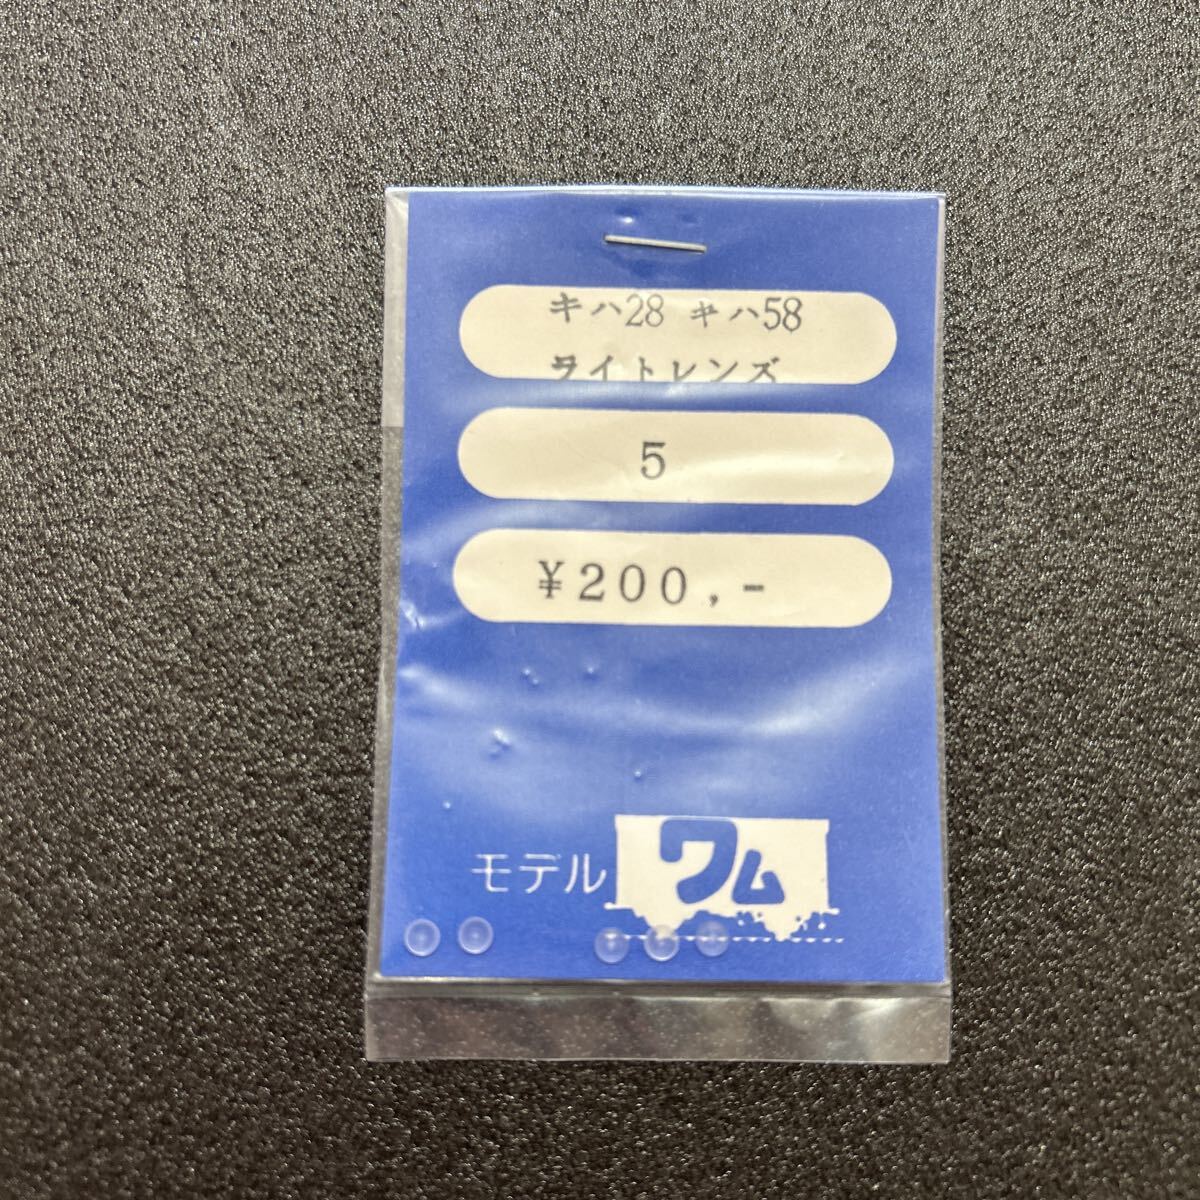 キハ28 キハ58
ライトレンズ
5
¥200,-
モデル ワム